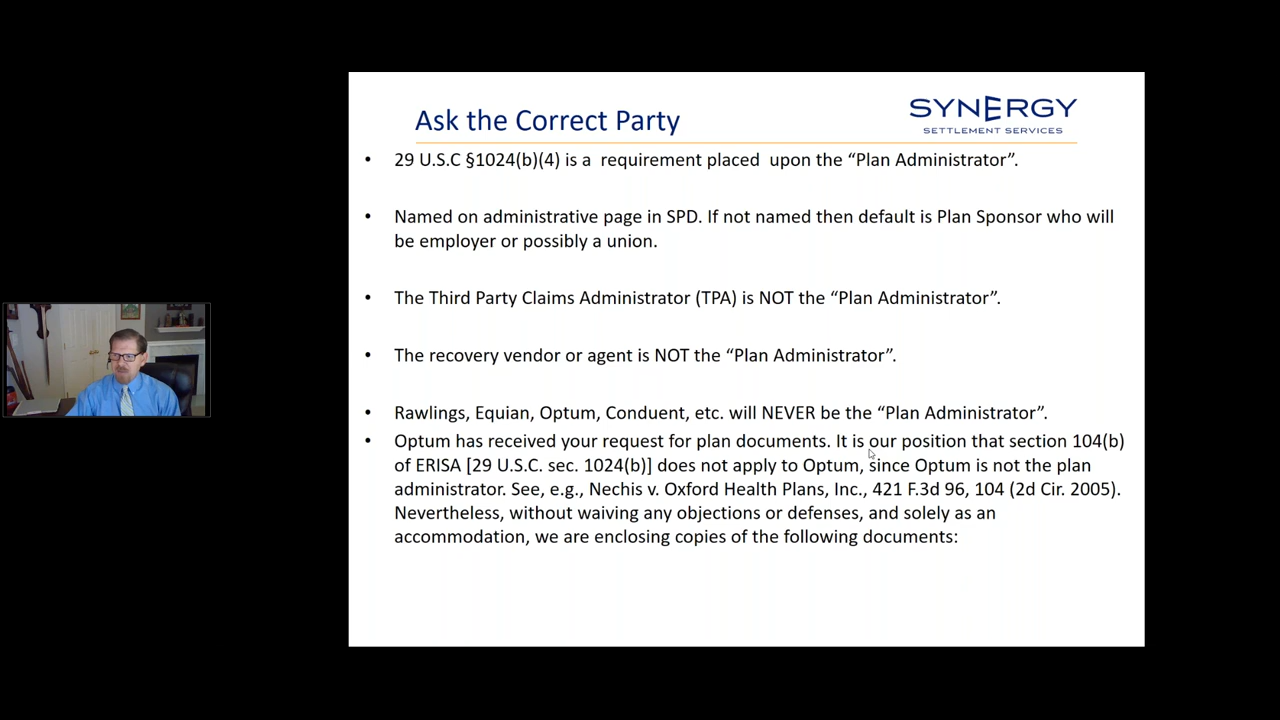 Ask the Correct Party
SYNERGY
SETTLEMENT SERVICES
• 29 U.S.C §1024(b)(4) is a requirement placed upon the “Plan Administrator”.
• Named on administrative page in SPD. If not named then default is Plan Sponsor who will
be employer or possibly a union.
• The Third Party Claims Administrator (TPA) is NOT the “Plan Administrator”.
• The recovery vendor or agent is NOT the “Plan Administrator”.
• Rawlings, Equian, Optum, Conduent, etc. will NEVER be the “Plan Administrator”.
• Optum has received your request for plan documents. It is our position that section 104(b)
of ERISA [29 U.S.C. sec. 1024(b)] does not apply to Optum, since Optum is not the plan
administrator. See, e.g., Nechis v. Oxford Health Plans, Inc., 421 F.3d 96, 104 (2d Cir. 2005).
Nevertheless, without waiving any objections or defenses, and solely as an
accommodation, we are enclosing copies of the following documents: